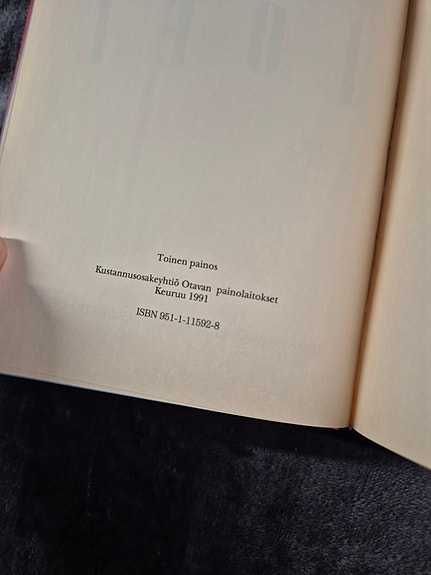 Toinen painos
Kustannusosakeyhtiö Otavan painolaitokset
Keuruu 1991
ISBN 951-1-11592-8